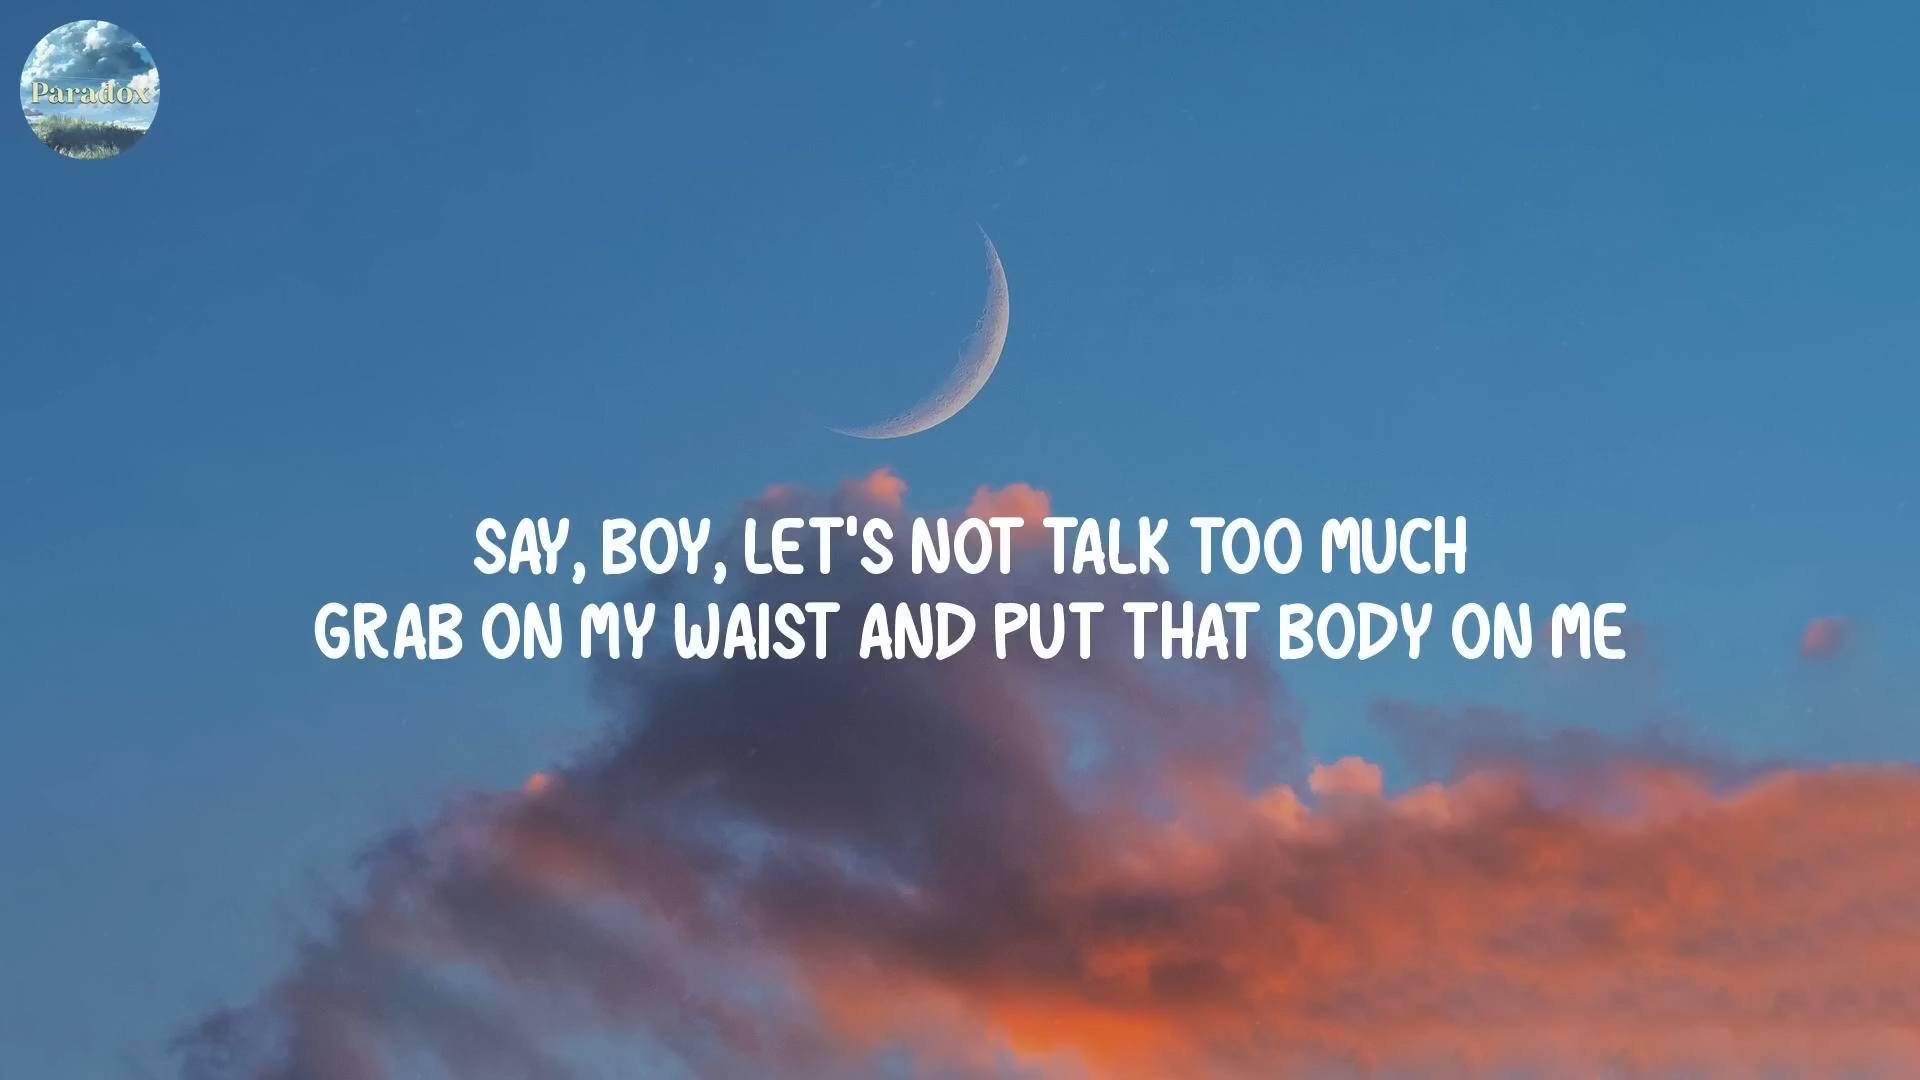 Paradox
SAY, BOY, LET'S NOT TALK TOO MUCH
GRAB ON MY WAIST AND PUT THAT BODY ON ME